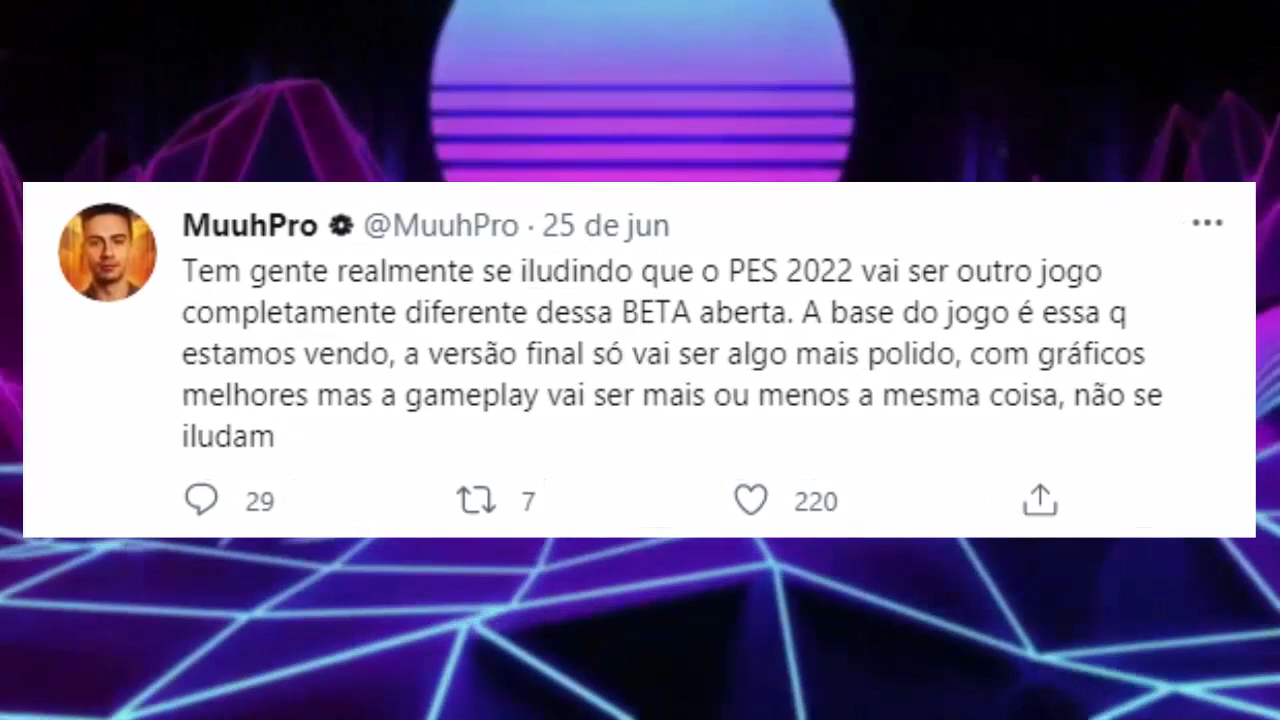 MuuhPro @MuuhPro · 25 de jun
Tem gente realmente se iludindo que o PES 2022 vai ser outro jogo
completamente diferente dessa BETA aberta. A base do jogo é essa q
estamos vendo, a versão final só vai ser algo mais polido, com gráficos
melhores mas a gameplay vai ser mais ou menos a mesma coisa, não se
iludam
29 7 220